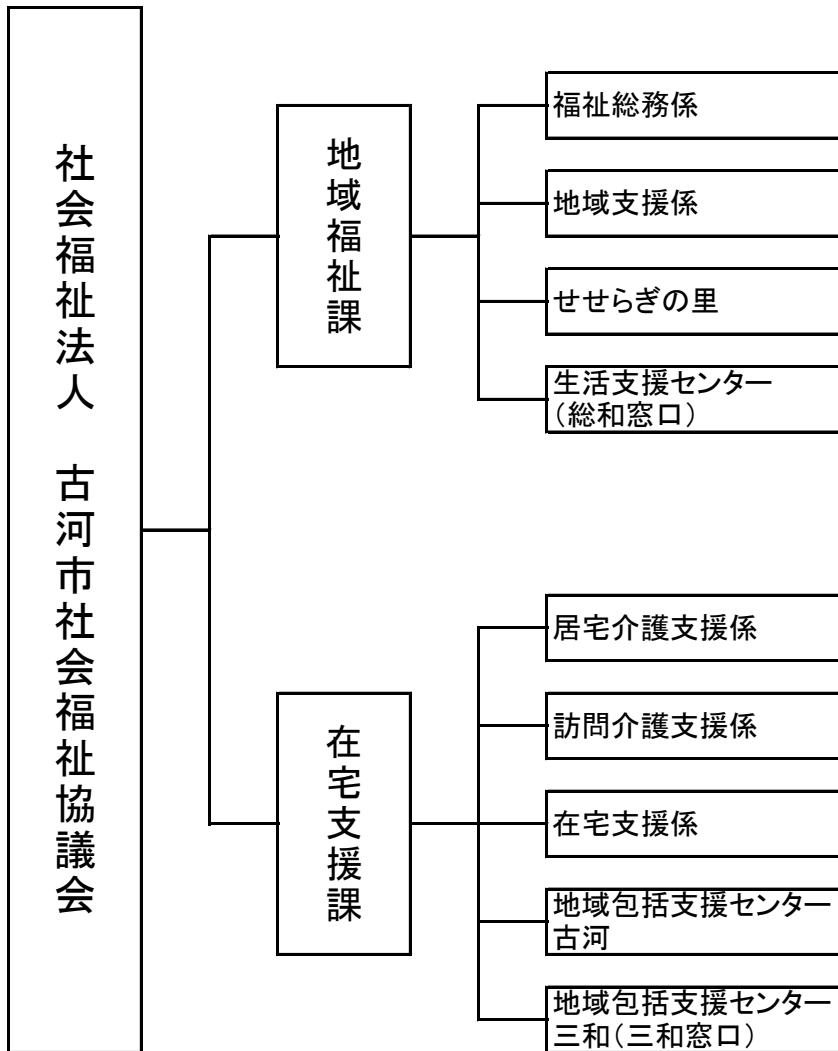 社会福祉法人　古河市社会福祉協議会
地域福祉課
福祉総務係
地域支援係
せせらぎの里
生活支援センター
（総和窓口）
在宅支援課
居宅介護支援係
訪問介護支援係
在宅支援係
地域包括支援センター
古河
地域包括支援センター
三和（三和窓口）